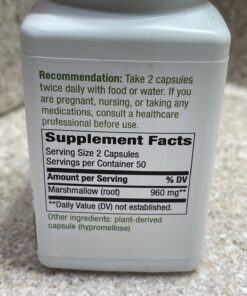 Recommendation: Take 2 capsules
twice daily with food or water. If
you are pregnant, nursing, or taking any
medications, consult a healthcare
professional before use.
Supplement Facts
Serving Size 2 Capsules
Servings per Container 50
Amount per Serving % DV
Marshmallow (root) 960 mg**
**Daily Value (DV) not established.
Other ingredients: plant-derived
capsule (hypromellose)